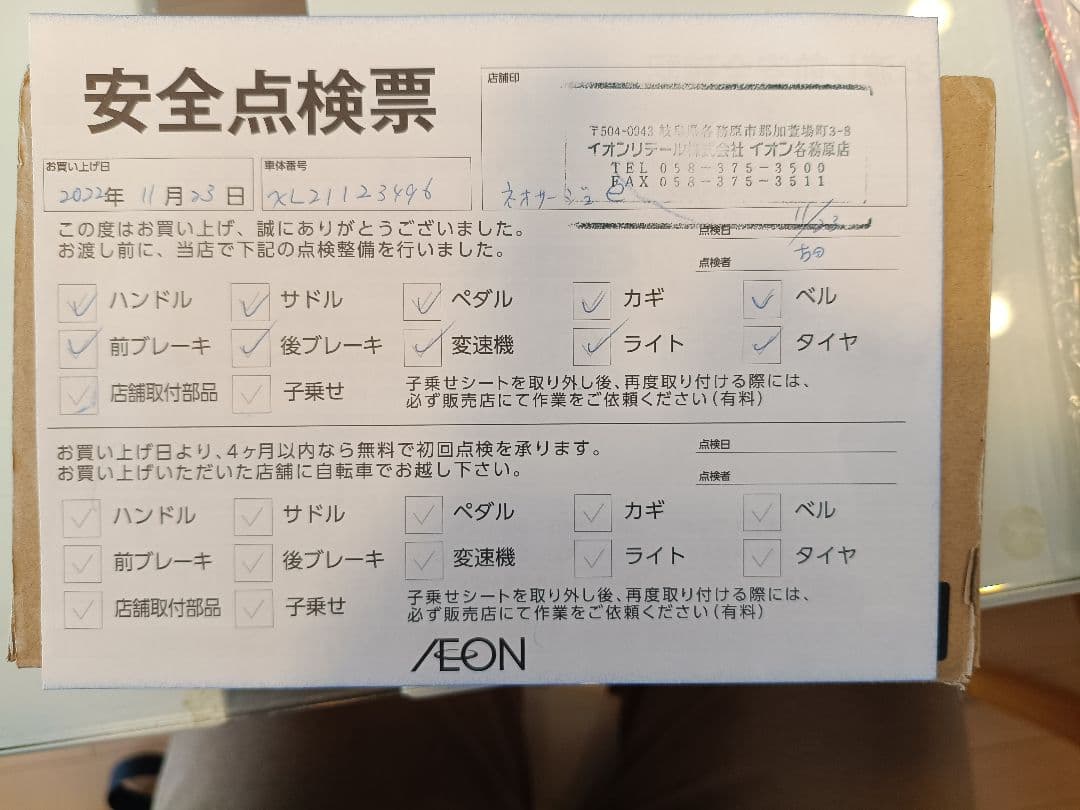 安全点検票
店舗印
〒504-0943 岐阜県各務原市那加萱場町3-8
イオンリテール株式会社 イオン各務原店
TEL 058-375-3500
FAX 058-375-3511
お買い上げ日
2022年 11月23日
車体番号
XL21123496
ネオサージュ
この度はお買い上げ、誠にありがとうございました。
お渡し前に、当店で下記の点検整備を行いました。
点検日 11/23
点検者
ハンドル サドル ペダル カギ ベル
前ブレーキ 後ブレーキ 変速機 ライト タイヤ
店舗取付部品 子乗せ
子乗せシートを取り外し後、再度取り付ける際には、
必ず販売店にて作業をご依頼ください(有料)
お買い上げ日より、4ヶ月以内なら無料で初回点検を承ります。
お買い上げいただいた店舗に自転車でお越し下さい。
点検日
点検者
ハンドル サドル ペダル カギ ベル
前ブレーキ 後ブレーキ 変速機 ライト タイヤ
店舗取付部品 子乗せ
子乗せシートを取り外し後、再度取り付ける際には、
必ず販売店にて作業をご依頼ください(有料)
ÆON